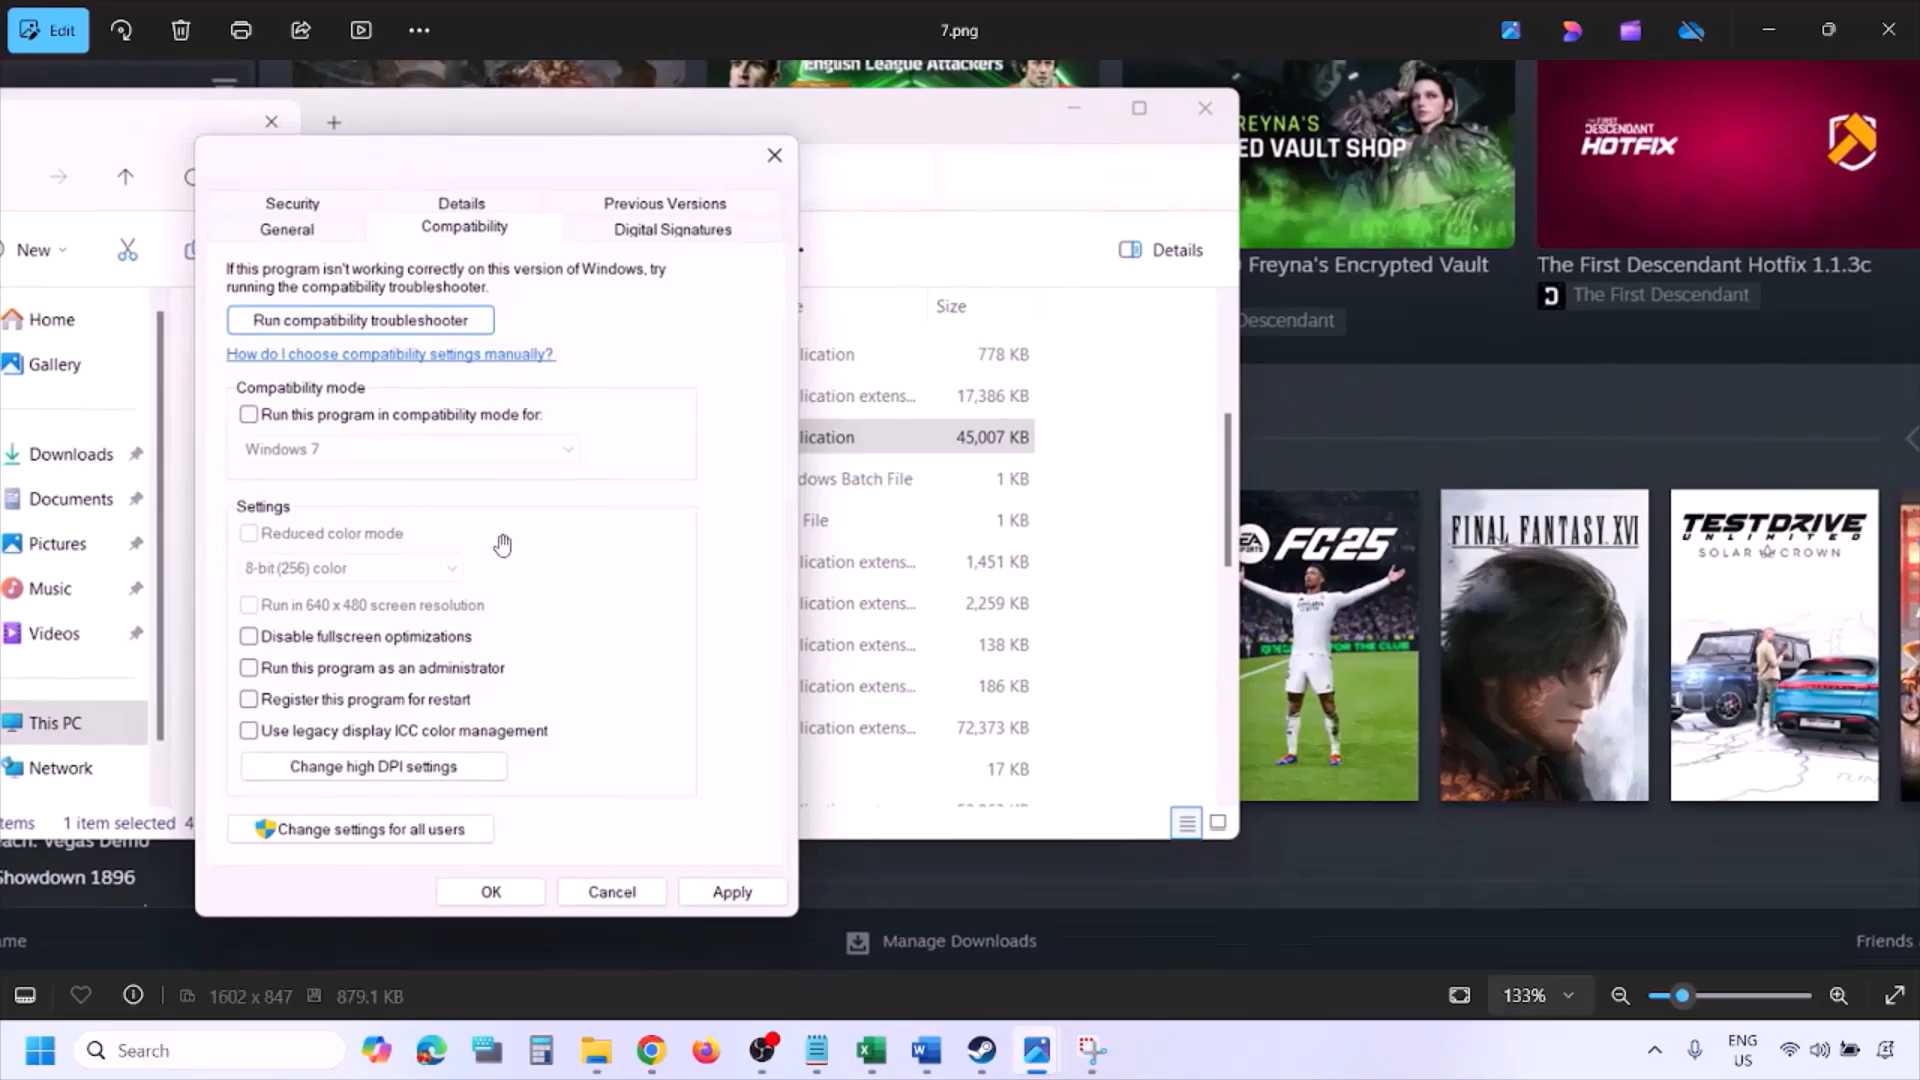 Edit
7.png
English League Attackers
REYNA'S
ED VAULT SHOP
THE FIRST
DESCENDANT
HOTFIX
Freyna's Encrypted Vault
Descendant
The First Descendant Hotfix 1.1.3c
The First Descendant
New
Details
Home
Gallery
Downloads
Documents
Pictures
Music
Videos
This PC
Network
1 item selected 4
Showdown 1896
Security
Details
Previous Versions
General
Compatibility
Digital Signatures
If this program isn't working correctly on this version of Windows, try
running the compatibility troubleshooter.
Run compatibility troubleshooter
How do I choose compatibility settings manually?
Compatibility mode
Run this program in compatibility mode for:
Windows 7
Settings
Reduced color mode
8-bit (256) color
Run in 640 x 480 screen resolution
Disable fullscreen optimizations
Run this program as an administrator
Register this program for restart
Use legacy display ICC color management
Change high DPI settings
Change settings for all users
OK
Cancel
Apply
Size
lication 778 KB
lication extens... 17,386 KB
lication 45,007 KB
dows Batch File 1 KB
File 1 KB
lication extens... 1,451 KB
lication extens... 2,259 KB
lication extens... 138 KB
lication extens... 186 KB
lication extens... 72,373 KB
17 KB
EA SPORTS FC25
FINAL FANTASY XVI
TEST DRIVE
UNLIMITED
SOLAR CROWN
ame
Manage Downloads
Friends
1602 x 847
879.1 KB
133%
Search
ENG
US